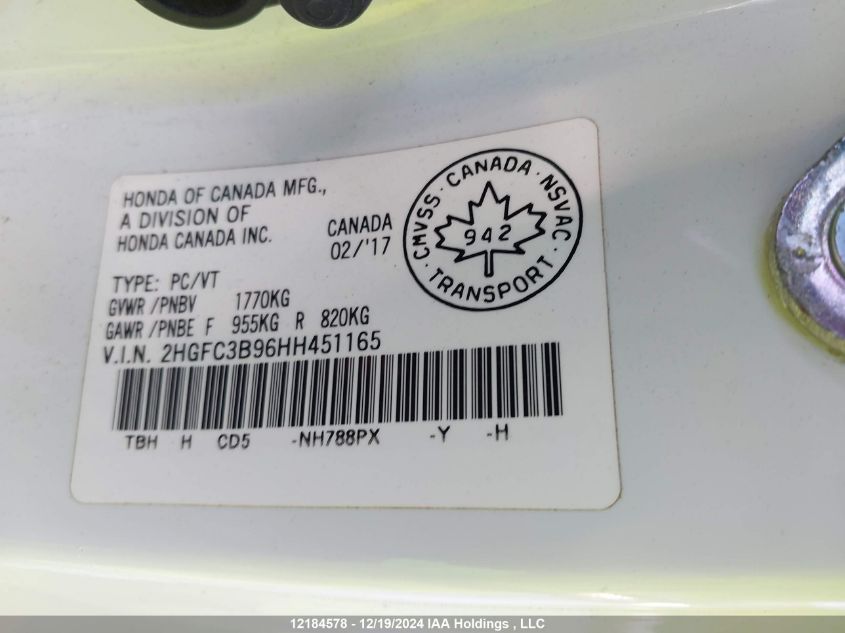 HONDA OF CANADA MFG.,
A DIVISION OF
HONDA CANADA INC.
CANADA
02/'17
CMVSS · CANADA · NSVAC
942
· TRANSPORT ·
TYPE: PC/VT
GVWR/PNBV 1770KG
GAWR/PNBE F 955KG R 820KG
V.I.N. 2HGFC3B96HH451165
TBH H CD5 -NH788PX -Y -H
12184578 - 12/19/2024 IAA Holdings , LLC